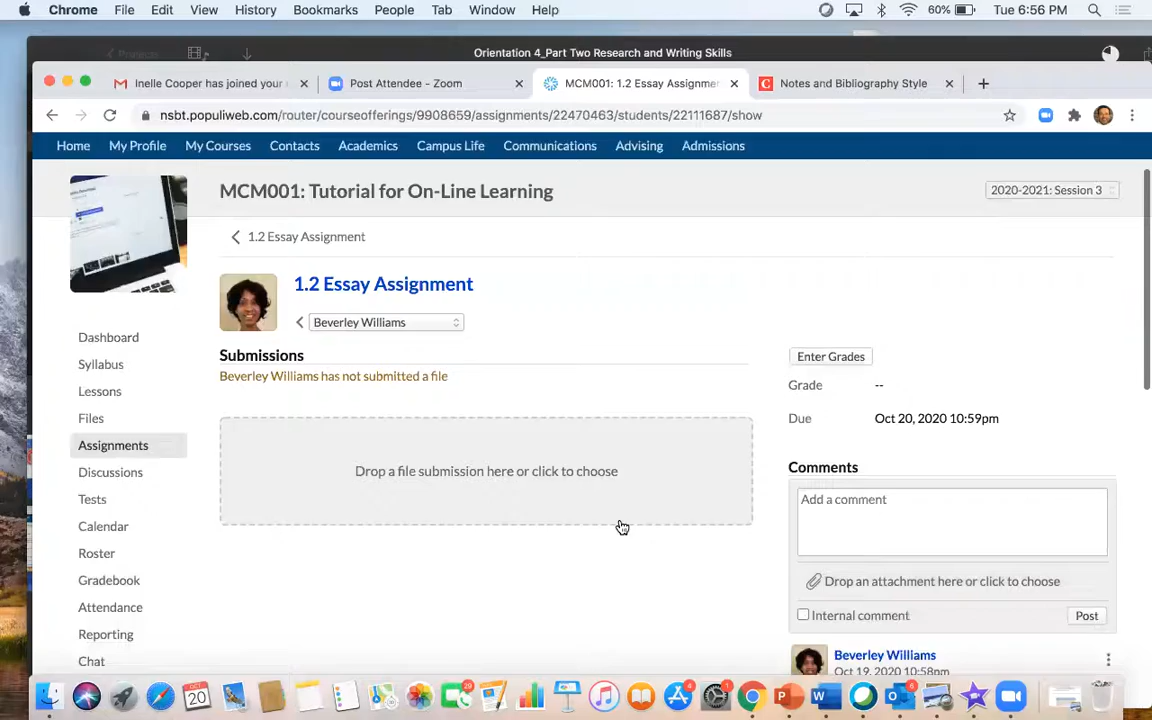 Chrome File Edit View History Bookmarks People Tab Window Help 60% Tue 6:56 PM
Orientation 4_Part Two Research and Writing Skills
Inelle Cooper has joined your
Post Attendee - Zoom
MCM001: 1.2 Essay Assignme
Notes and Bibliography Style
nsbt.populiweb.com/router/courseofferings/9908659/assignments/22470463/students/22111687/show
Home My Profile My Courses Contacts Academics Campus Life Communications Advising Admissions
MCM001: Tutorial for On-Line Learning
2020-2021: Session 3
1.2 Essay Assignment
1.2 Essay Assignment
Beverley Williams
Submissions
Beverley Williams has not submitted a file
Drop a file submission here or click to choose
Enter Grades
Grade --
Due Oct 20, 2020 10:59pm
Comments
Add a comment
Drop an attachment here or click to choose
Internal comment
Post
Beverley Williams
Oct 19, 2020 10:58pm
Dashboard
Syllabus
Lessons
Files
Assignments
Discussions
Tests
Calendar
Roster
Gradebook
Attendance
Reporting
Chat